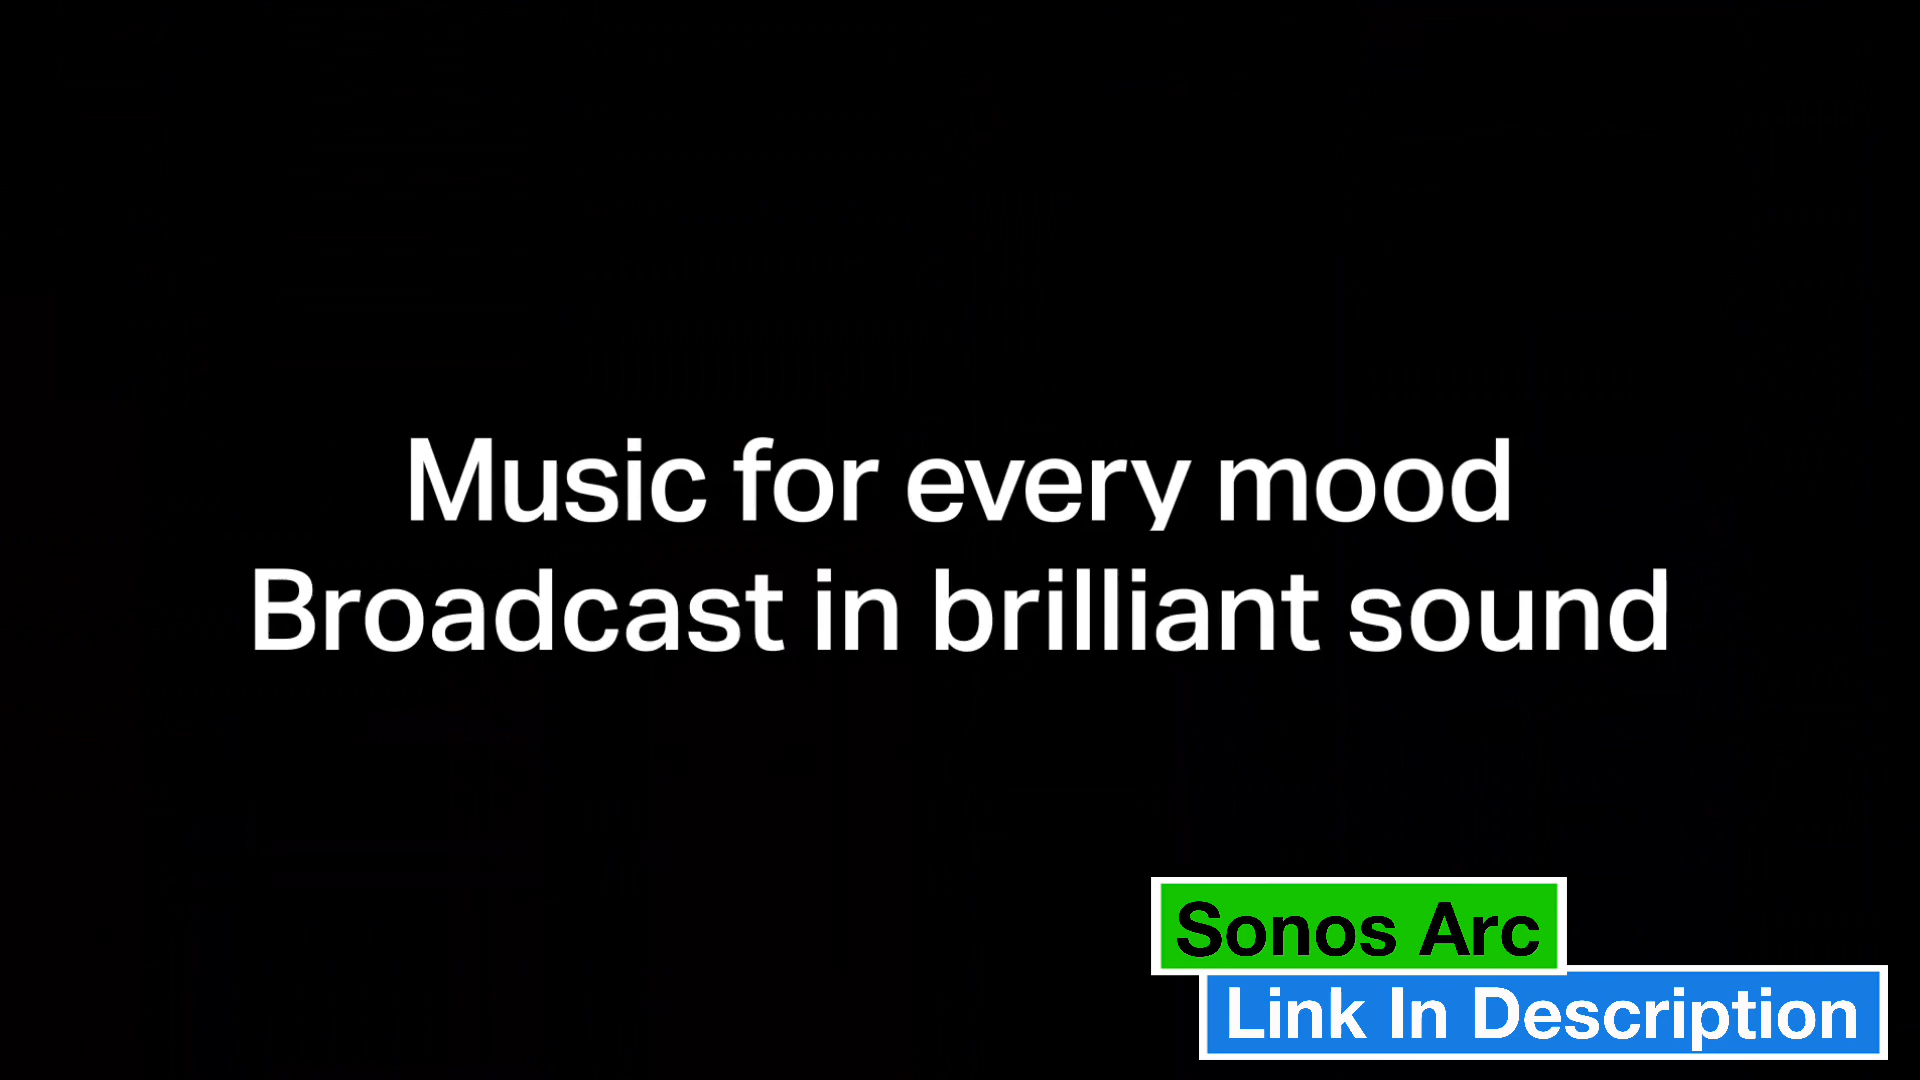 Music for every mood
Broadcast in brilliant sound
Sonos Arc
Link In Description